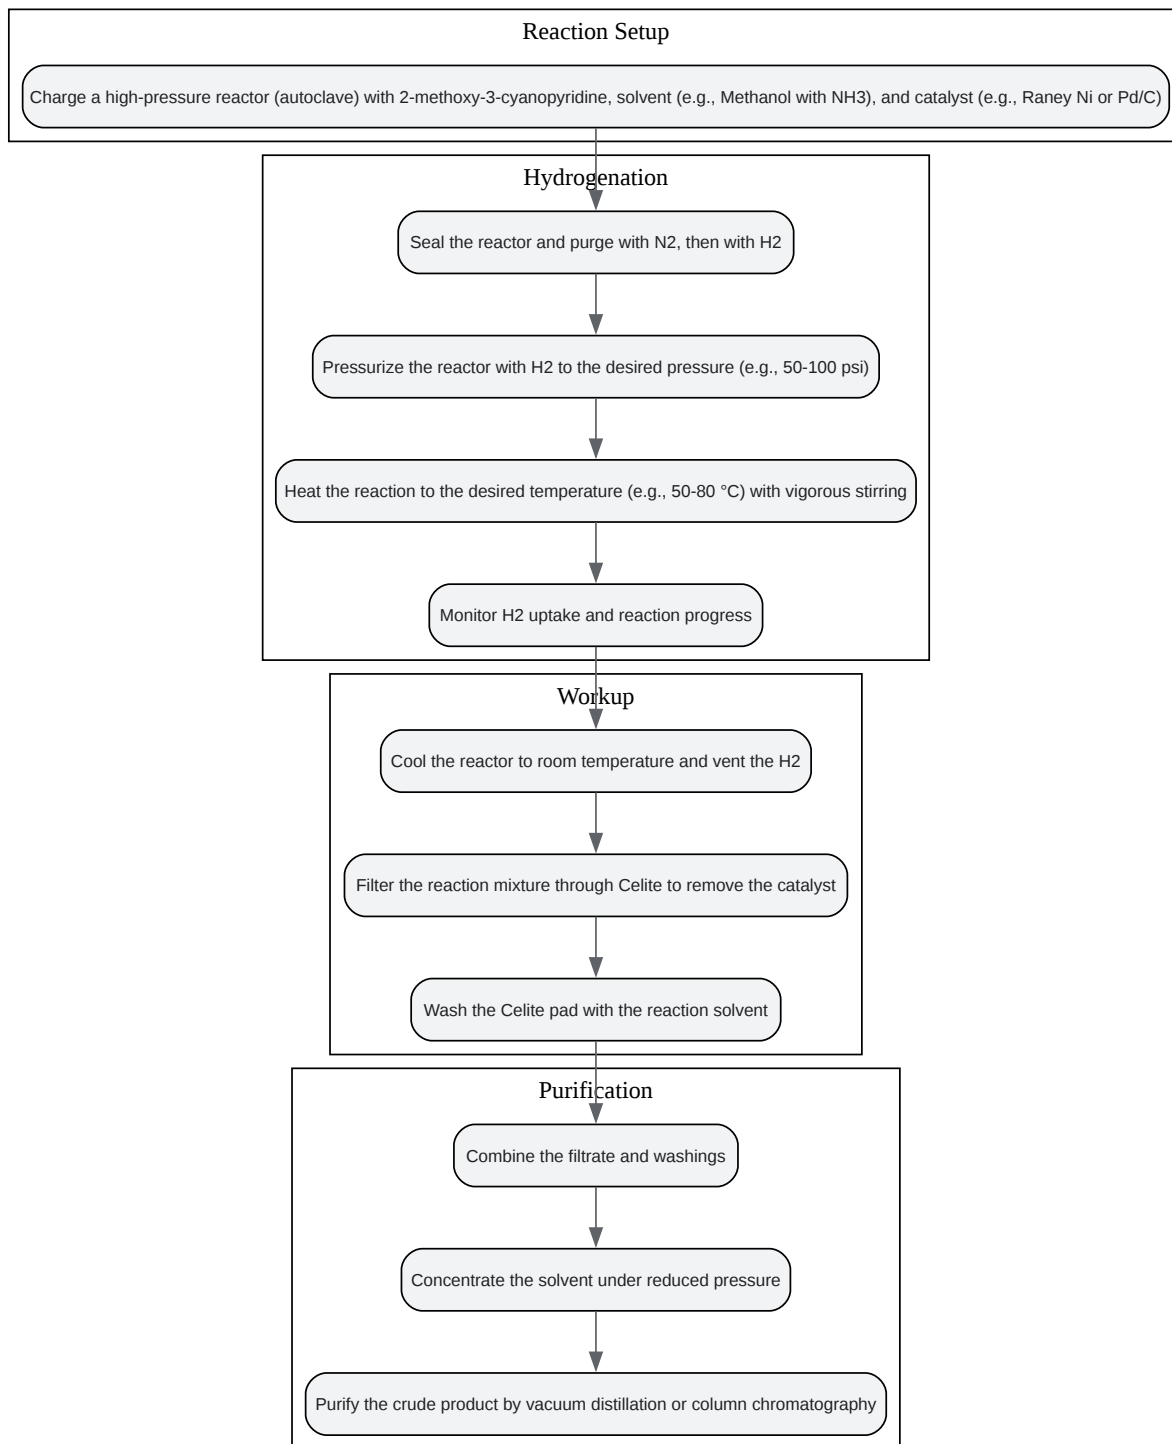 Reaction Setup
Charge a high-pressure reactor (autoclave) with 2-methoxy-3-cyanopyridine, solvent (e.g., Methanol with NH3), and catalyst (e.g., Raney Ni or Pd/C)
Hydrogenation
Seal the reactor and purge with N2, then with H2
Pressurize the reactor with H2 to the desired pressure (e.g., 50-100 psi)
Heat the reaction to the desired temperature (e.g., 50-80 °C) with vigorous stirring
Monitor H2 uptake and reaction progress
Workup
Cool the reactor to room temperature and vent the H2
Filter the reaction mixture through Celite to remove the catalyst
Wash the Celite pad with the reaction solvent
Purification
Combine the filtrate and washings
Concentrate the solvent under reduced pressure
Purify the crude product by vacuum distillation or column chromatography